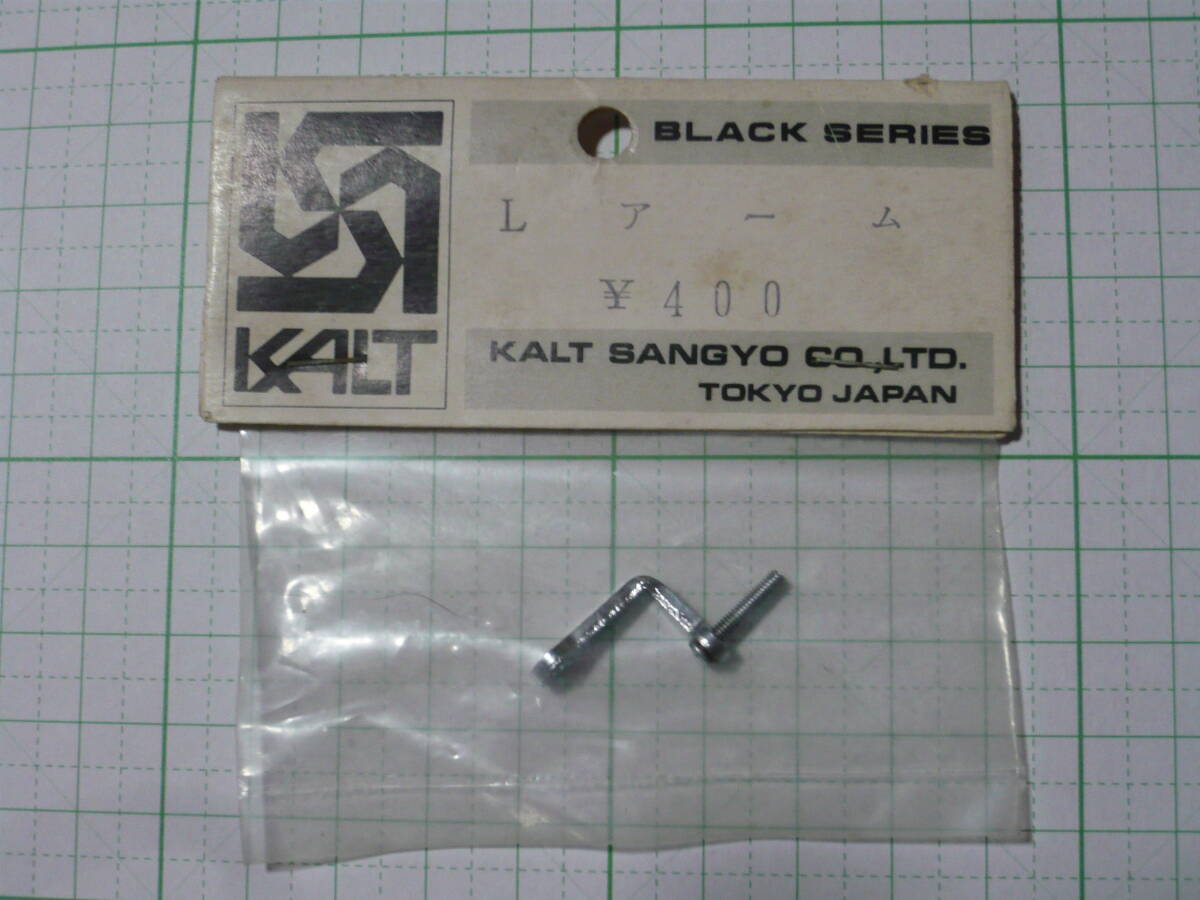 BLACK SERIES
L アーム
¥400
KALT
KALT SANGYO CO.,LTD.
TOKYO JAPAN